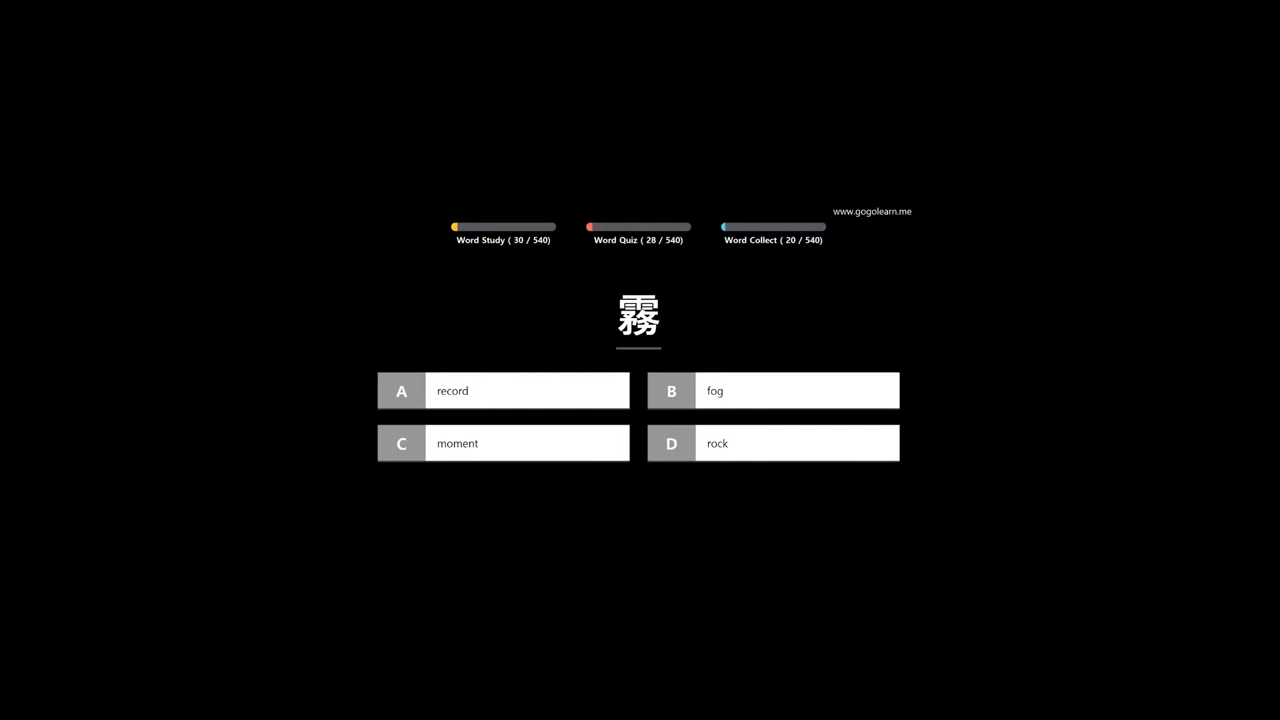 www.gogolearn.me
Word Study ( 30 / 540)
Word Quiz ( 28 / 540)
Word Collect ( 20 / 540)
霧
A record
B fog
C moment
D rock